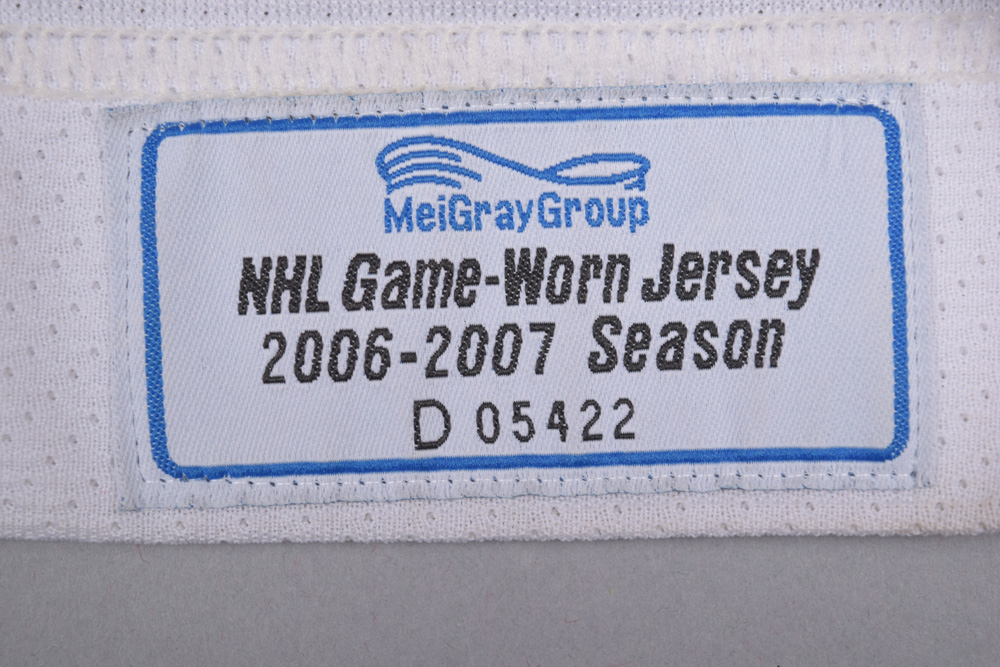 MeiGrayGroup
NHL Game-Worn Jersey
2006-2007 Season
D 05422